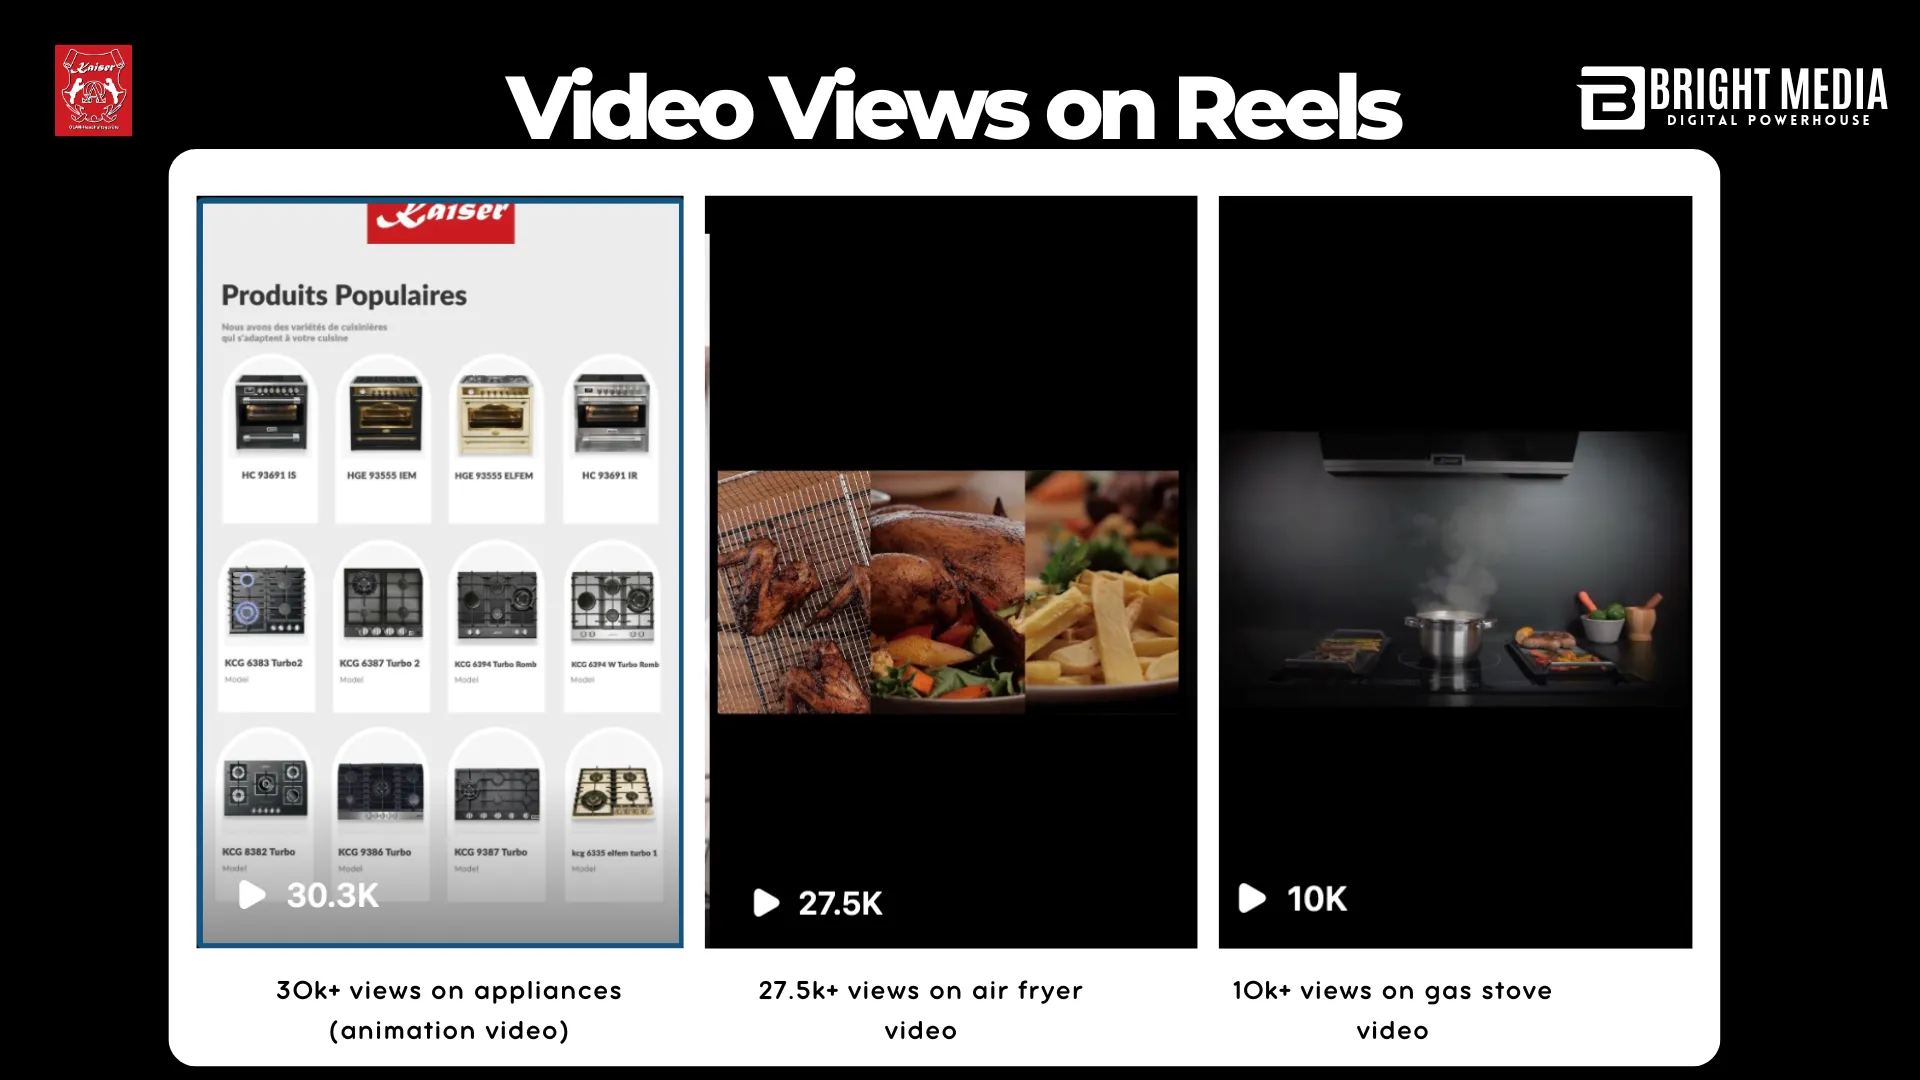 Kaiser
OLAN-Haushaltsgeräte
Video Views on Reels
BRIGHT MEDIA
DIGITAL POWERHOUSE
Kaiser
Produits Populaires
Nous avons des variétés de cuisinières
qui s'adaptent à votre cuisine
HC 93691 IS
HGE 93555 IEM
HGE 93555 ELFEM
HC 93691 IR
KCG 6383 Turbo2
Model
KCG 6387 Turbo 2
Model
KCG 6394 Turbo Romb
Model
KCG 6394 W Turbo Romb
Model
KCG 8382 Turbo
Model
KCG 9386 Turbo
Model
KCG 9387 Turbo
Model
kcg 6335 elfem turbo 1
Model
30.3K
27.5K
10K
30k+ views on appliances
(animation video)
27.5k+ views on air fryer
video
10k+ views on gas stove
video